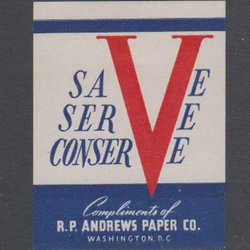 SAVE
SERVE
CONSERVE
Compliments of
R.P. ANDREWS PAPER CO.
WASHINGTON, D.C.